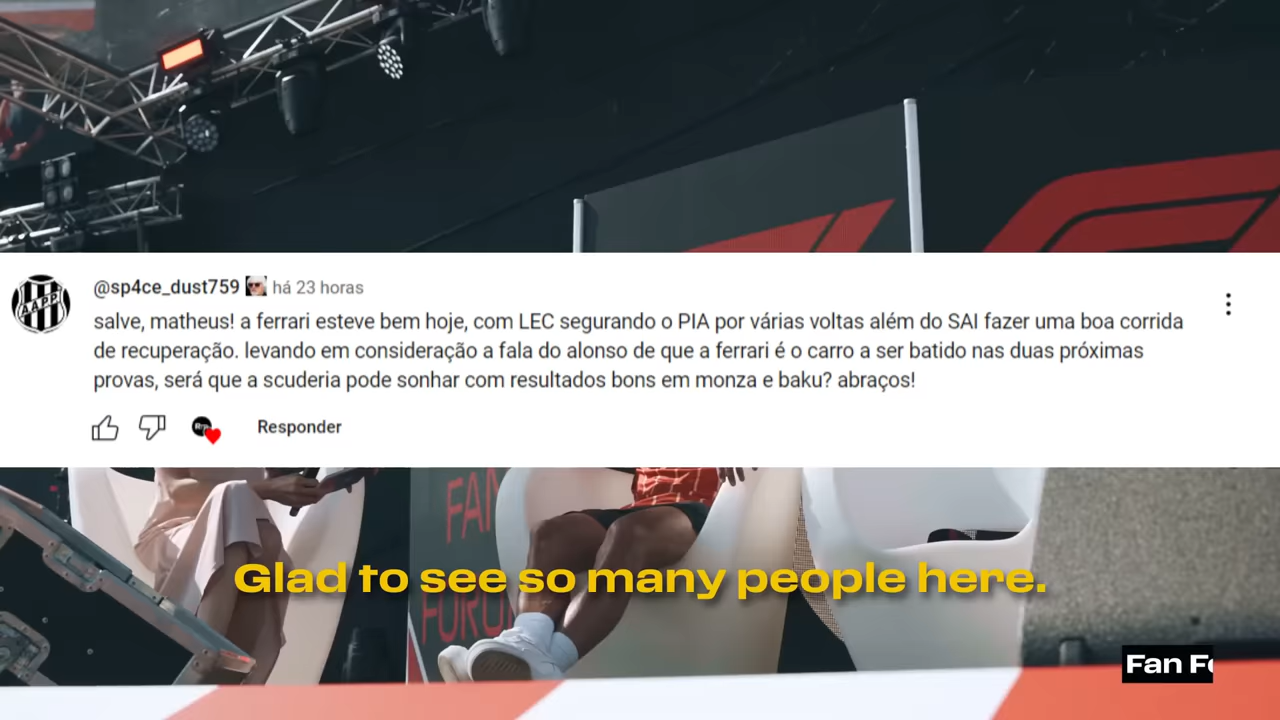 @sp4ce_dust759 há 23 horas
salve, matheus! a ferrari esteve bem hoje, com LEC segurando o PIA por várias voltas além do SAI fazer uma boa corrida
de recuperação. levando em consideração a fala do alonso de que a ferrari é o carro a ser batido nas duas próximas
provas, será que a scuderia pode sonhar com resultados bons em monza e baku? abraços!
Responder
AAPP
FAN
FORUM
Glad to see so many people here.
Fan Fo